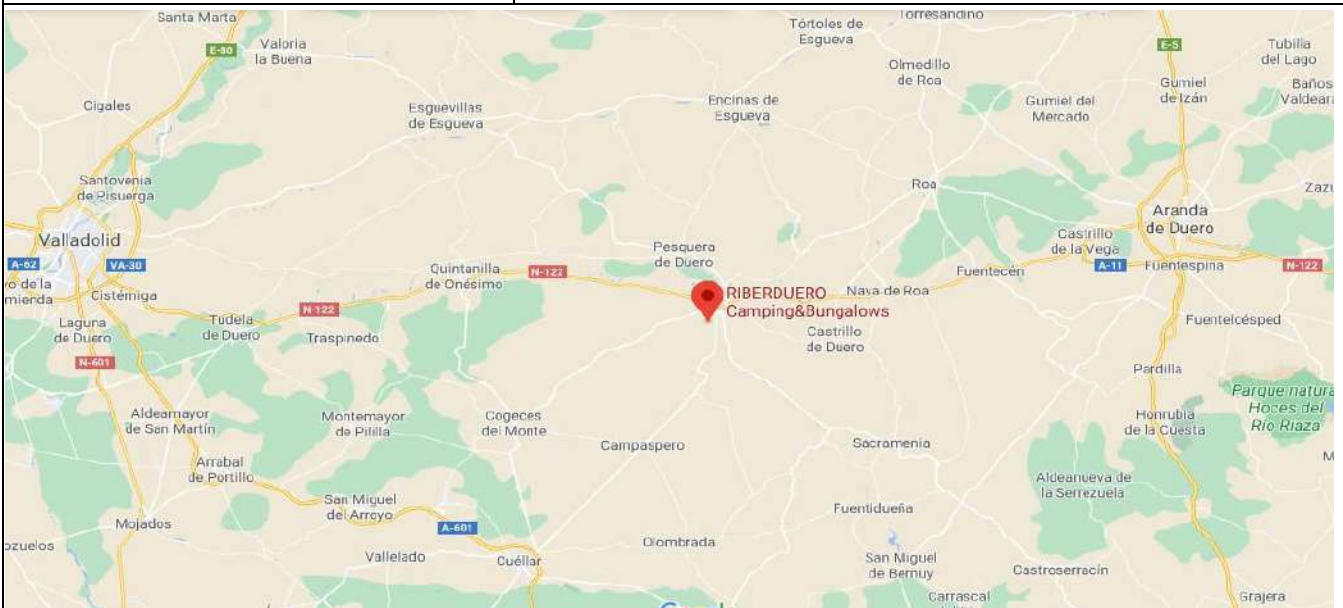 Santa Marta
Torresandino
Tórtoles de
Esgueva
E-80
Valoria
la Buena
E-5
Tubilla
del Lago
Olmedillo
de Roa
Cigales
Esguevillas
de Esgueva
Encinas de
Esgueva
Gumiel del
Mercado
Gumiel
de Izán
Baños
Valdeara
Santovenia
de Pisuerga
Roa
Zazu
Aranda
de Duero
Valladolid
Castrillo
de la Vega
Pesquera
de Duero
A-62
VA-30
Quintanilla
de Onésimo
N-122
Fuentecén
A-11
Fuentespina
N-122
yo de la
mienda
Cistérniga
RIBERDUERO
Camping&Bungalows
Nava de Roa
N-122
Laguna
de Duero
Tudela
de Duero
Traspinedo
Castrillo
de Duero
Fuentelcésped
N-601
Pardilla
Parque natura
Hoces del
Río Riaza
Aldeamayor
de San Martín
Montemayor
de Pililla
Cogeces
del Monte
Campaspero
Sacramenia
Honrubia
de la Cuesta
M
Arrabal
de Portillo
Aldeanueva de
la Serrezuela
San Miguel
del Arroyo
Fuentidueña
Mojados
A-601
ozuelos
Olombrada
Vallelado
Cuéllar
San Miguel
de Bernuy
Castroserracín
Carrascal
Grajera